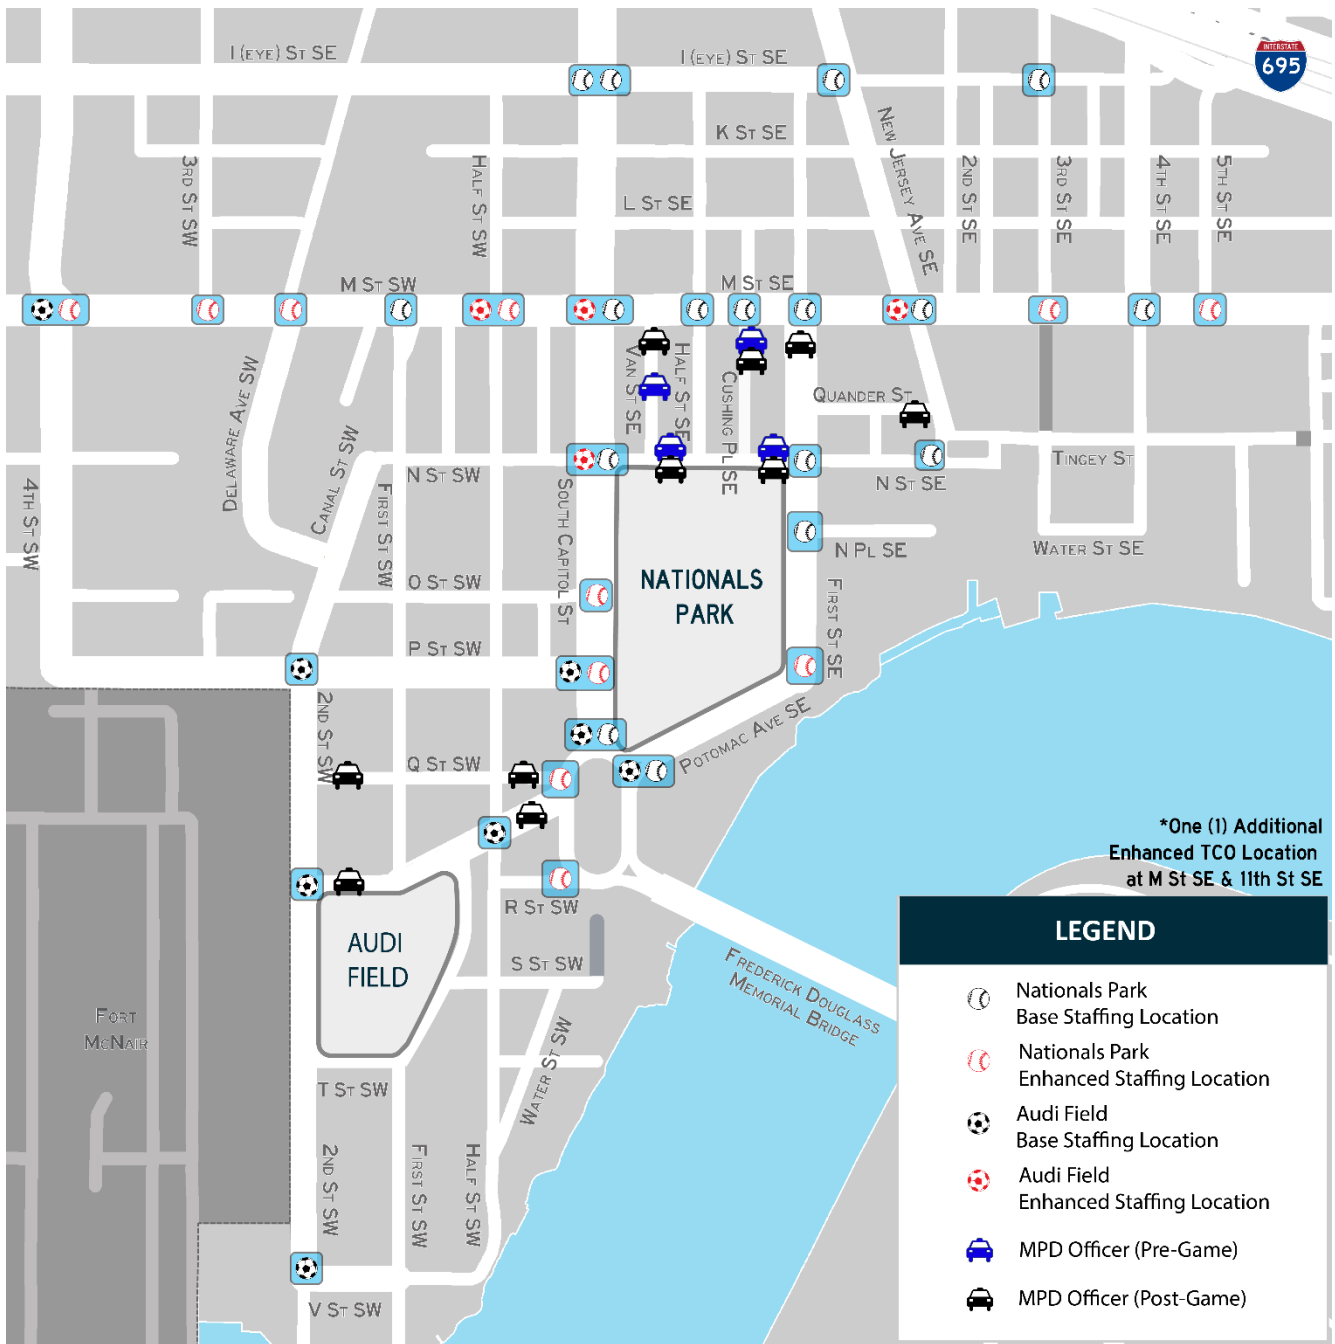 I (EYE) ST SE
I (EYE) ST SE
INTERSTATE
695
K ST SE
NEW JERSEY AVE SE
3RD ST SW
HALF ST SW
2ND ST SE
3RD ST SE
4TH ST SE
5TH ST SE
L ST SE
M ST SW
M ST SE
VAN ST SE
HALF ST SE
CUSHING PL SE
QUANDER ST
DELAWARE AVE SW
CANAL ST SW
FIRST ST SW
4TH ST SW
N ST SW
SOUTH CAPITOL ST
N ST SE
TINGEY ST
N PL SE
WATER ST SE
NATIONALS
PARK
O ST SW
FIRST ST SE
P ST SW
2ND ST SW
POTOMAC AVE SE
Q ST SW
*One (1) Additional
Enhanced TCO Location
at M St SE & 11th St SE
R ST SW
AUDI
FIELD
S ST SW
FREDERICK DOUGLASS
MEMORIAL BRIDGE
FORT
MCNAIR
WATER ST SW
T ST SW
2ND ST SW
FIRST ST SW
HALF ST SW
V ST SW
LEGEND
Nationals Park
Base Staffing Location
Nationals Park
Enhanced Staffing Location
Audi Field
Base Staffing Location
Audi Field
Enhanced Staffing Location
MPD Officer (Pre-Game)
MPD Officer (Post-Game)